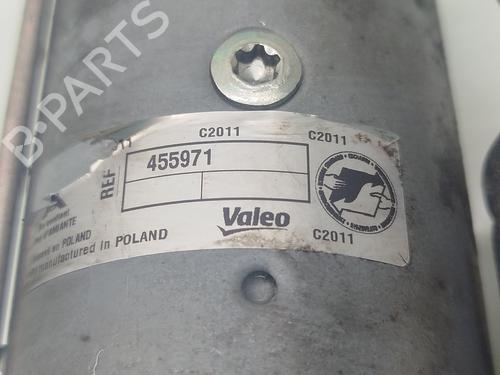 B-PARTS
C2011
C2011
REF
455971
Valeo
C2011
POLAND
manufactured in POLAND